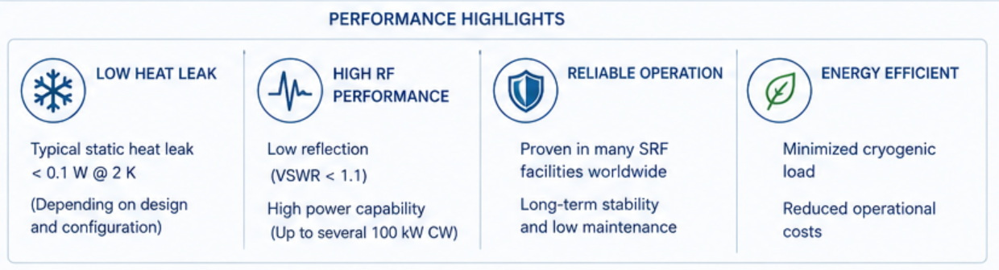 PERFORMANCE HIGHLIGHTS
LOW HEAT LEAK
Typical static heat leak
< 0.1 W @ 2 K
(Depending on design
and configuration)
HIGH RF
PERFORMANCE
Low reflection
(VSWR < 1.1)
High power capability
(Up to several 100 kW CW)
RELIABLE OPERATION
Proven in many SRF
facilities worldwide
Long-term stability
and low maintenance
ENERGY EFFICIENT
Minimized cryogenic
load
Reduced operational
costs